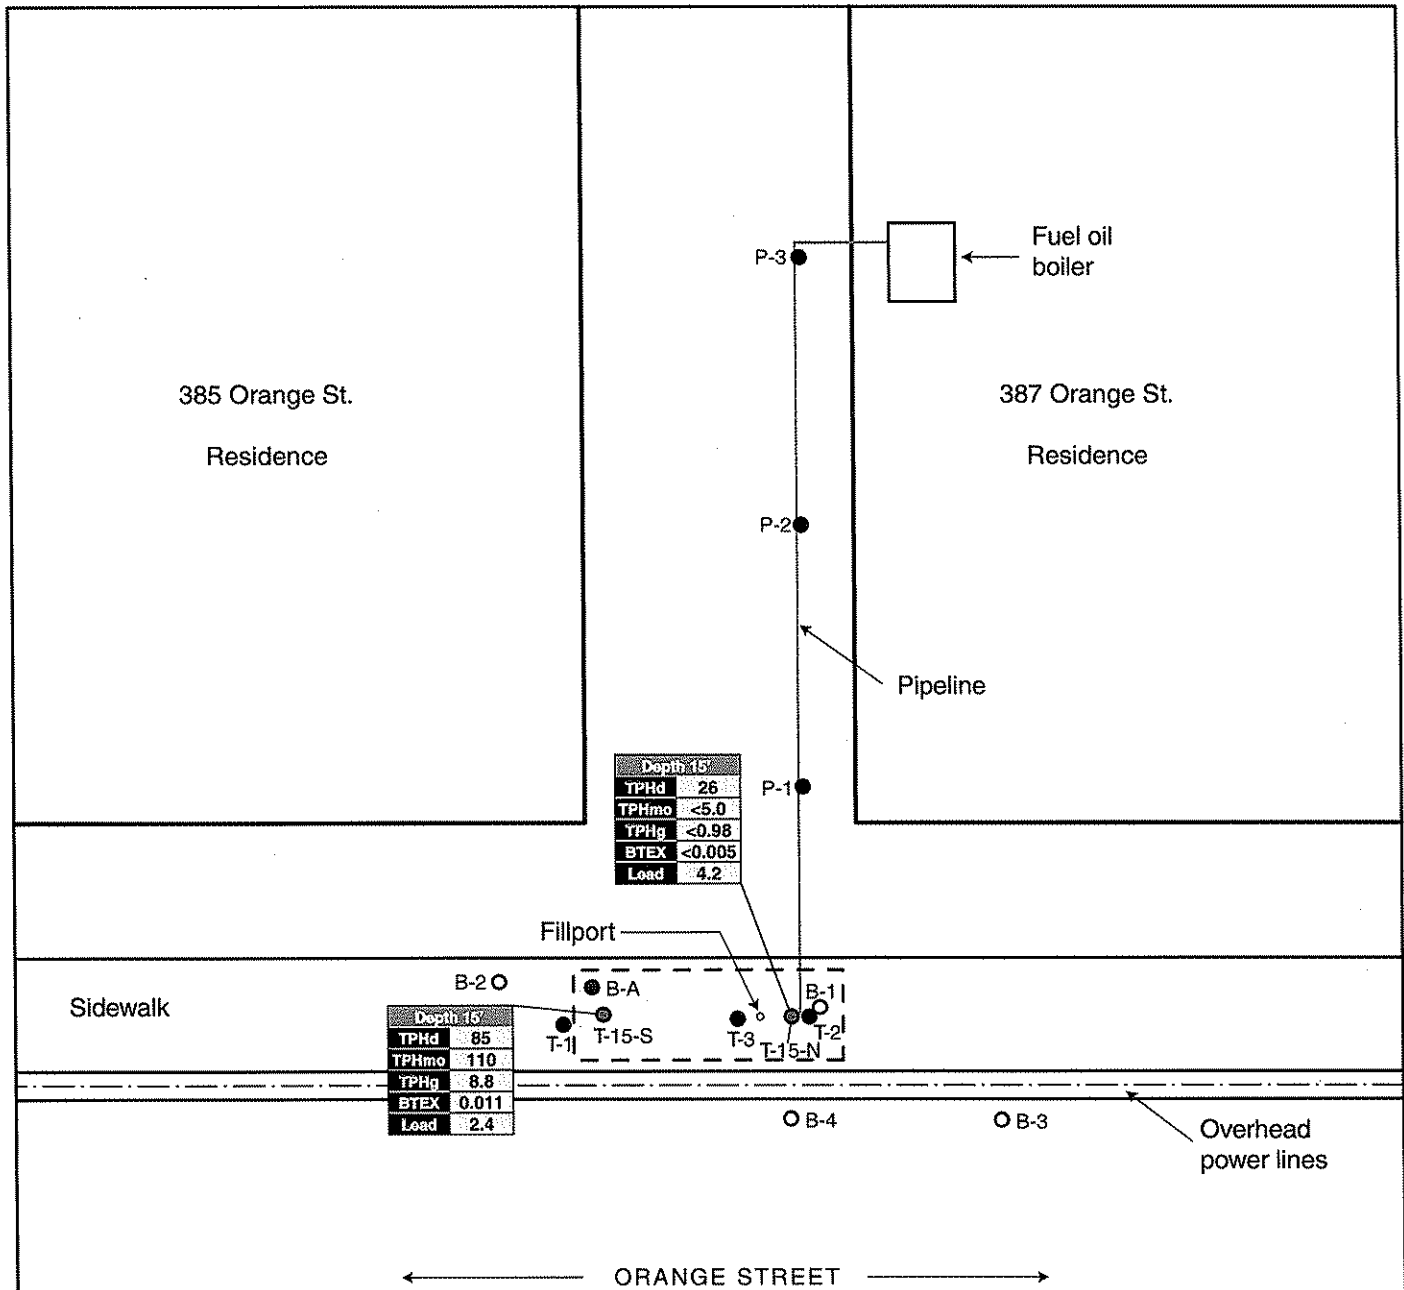 Fuel oil
boiler
P-3
385 Orange St.
Residence
387 Orange St.
Residence
P-2
Pipeline
Depth 15'
TPHd 26
TPHmo <5.0
TPHg <0.98
BTEX <0.005
Lead 4.2
P-1
Fillport
Sidewalk
B-2
B-A
B-1
T-1
T-15-S
T-3
T-15-N
T-2
Depth 15'
TPHd 85
TPHmo 110
TPHg 8.8
BTEX 0.011
Lead 2.4
B-4
B-3
Overhead
power lines
ORANGE STREET